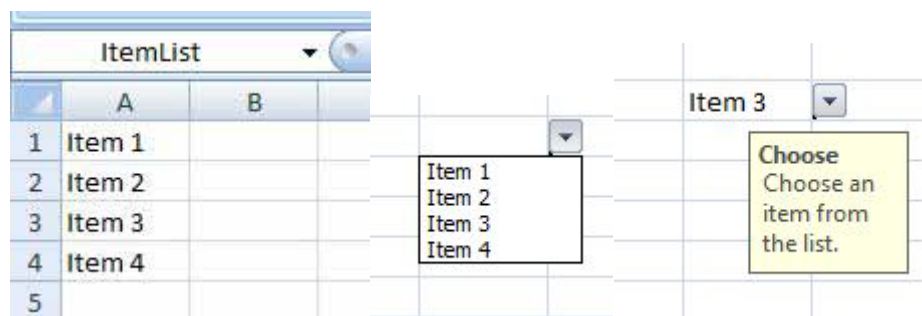 ItemList
A B
1 Item 1
2 Item 2
3 Item 3
4 Item 4
5
Item 1
Item 2
Item 3
Item 4
Item 3
Choose
Choose an
item from
the list.